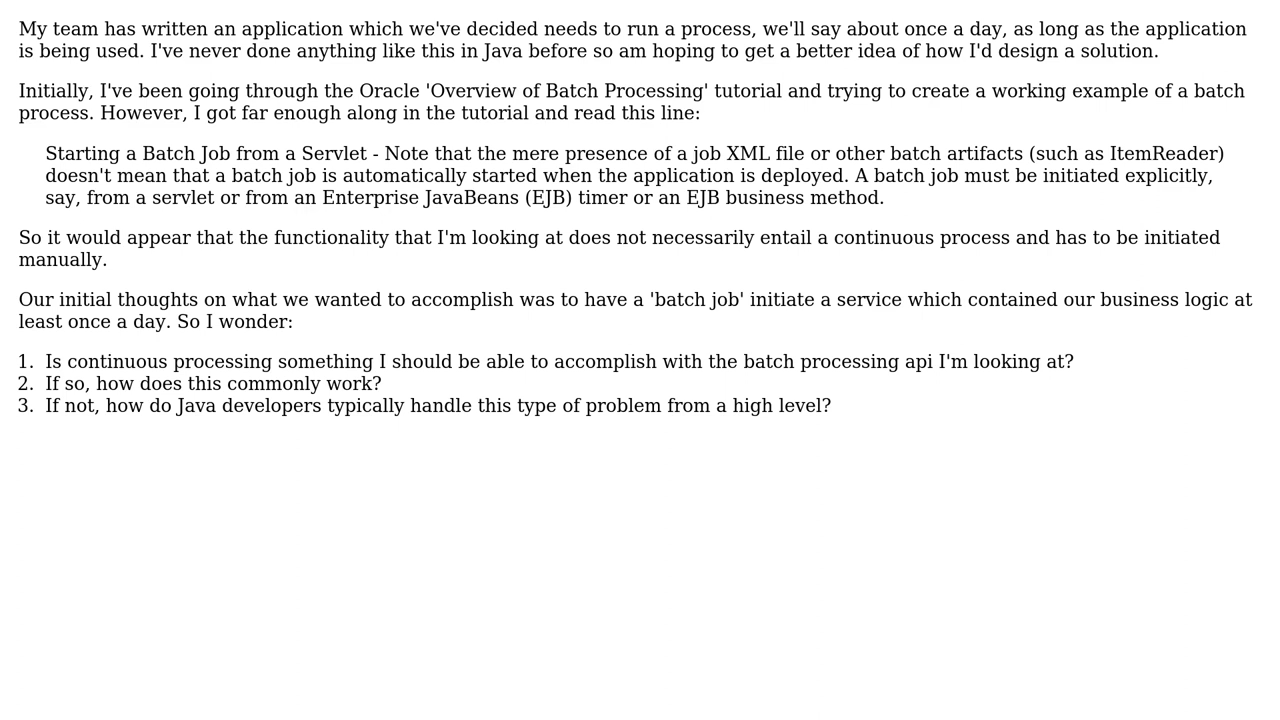 My team has written an application which we've decided needs to run a process, we'll say about once a day, as long as the application
is being used. I've never done anything like this in Java before so am hoping to get a better idea of how I'd design a solution.
Initially, I've been going through the Oracle 'Overview of Batch Processing' tutorial and trying to create a working example of a batch
process. However, I got far enough along in the tutorial and read this line:
Starting a Batch Job from a Servlet - Note that the mere presence of a job XML file or other batch artifacts (such as ItemReader)
doesn't mean that a batch job is automatically started when the application is deployed. A batch job must be initiated explicitly,
say, from a servlet or from an Enterprise JavaBeans (EJB) timer or an EJB business method.
So it would appear that the functionality that I'm looking at does not necessarily entail a continuous process and has to be initiated
manually.
Our initial thoughts on what we wanted to accomplish was to have a 'batch job' initiate a service which contained our business logic at
least once a day. So I wonder:
1. Is continuous processing something I should be able to accomplish with the batch processing api I'm looking at?
2. If so, how does this commonly work?
3. If not, how do Java developers typically handle this type of problem from a high level?